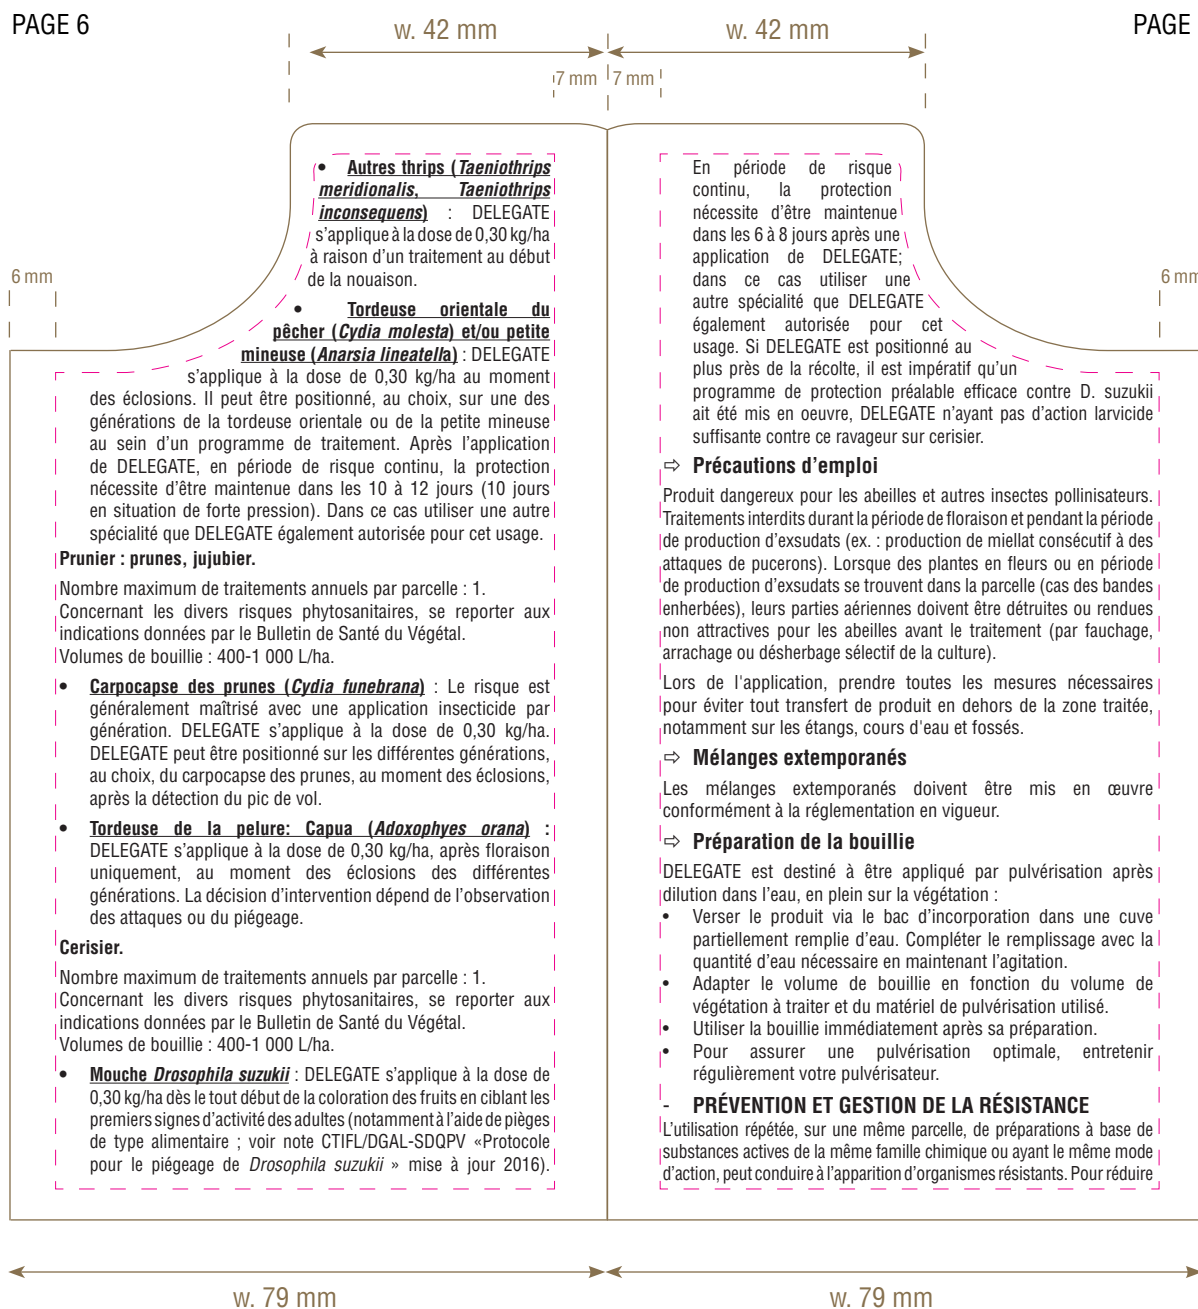 PAGE 6
w. 42 mm
w. 42 mm
PAGE
7 mm
7 mm
6 mm
6 mm
• Autres thrips (Taeniothrips
meridionalis, Taeniothrips
inconsequens) : DELEGATE
s’applique à la dose de 0,30 kg/ha
à raison d’un traitement au début
de la nouaison.
• Tordeuse orientale du
pêcher (Cydia molesta) et/ou petite
mineuse (Anarsia lineatella) : DELEGATE
s’applique à la dose de 0,30 kg/ha au moment
des éclosions. Il peut être positionné, au choix, sur une des
générations de la tordeuse orientale ou de la petite mineuse
au sein d’un programme de traitement. Après l’application
de DELEGATE, en période de risque continu, la protection
nécessite d’être maintenue dans les 10 à 12 jours (10 jours
en situation de forte pression). Dans ce cas utiliser une autre
spécialité que DELEGATE également autorisée pour cet usage.
Prunier : prunes, jujubier.
Nombre maximum de traitements annuels par parcelle : 1.
Concernant les divers risques phytosanitaires, se reporter aux
indications données par le Bulletin de Santé du Végétal.
Volumes de bouillie : 400-1 000 L/ha.
• Carpocapse des prunes (Cydia funebrana) : Le risque est
généralement maîtrisé avec une application insecticide par
génération. DELEGATE s’applique à la dose de 0,30 kg/ha.
DELEGATE peut être positionné sur les différentes générations,
au choix, du carpocapse des prunes, au moment des éclosions,
après la détection du pic de vol.
• Tordeuse de la pelure: Capua (Adoxophyes orana) :
DELEGATE s’applique à la dose de 0,30 kg/ha, après floraison
uniquement, au moment des éclosions des différentes
générations. La décision d’intervention dépend de l’observation
des attaques ou du piégeage.
Cerisier.
Nombre maximum de traitements annuels par parcelle : 1.
Concernant les divers risques phytosanitaires, se reporter aux
indications données par le Bulletin de Santé du Végétal.
Volumes de bouillie : 400-1 000 L/ha.
• Mouche Drosophila suzukii : DELEGATE s’applique à la dose de
0,30 kg/ha dès le tout début de la coloration des fruits en ciblant les
premiers signes d’activité des adultes (notamment à l’aide de pièges
de type alimentaire ; voir note CTIFL/DGAL-SDQPV «Protocole
pour le piégeage de Drosophila suzukii » mise à jour 2016).
En période de risque
continu, la protection
nécessite d’être maintenue
dans les 6 à 8 jours après une
application de DELEGATE;
dans ce cas utiliser une
autre spécialité que DELEGATE
également autorisée pour cet
usage. Si DELEGATE est positionné au
plus près de la récolte, il est impératif qu’un
programme de protection préalable efficace contre D. suzukii
ait été mis en oeuvre, DELEGATE n’ayant pas d’action larvicide
suffisante contre ce ravageur sur cerisier.
⇨ Précautions d’emploi
Produit dangereux pour les abeilles et autres insectes pollinisateurs.
Traitements interdits durant la période de floraison et pendant la période
de production d’exsudats (ex. : production de miellat consécutif à des
attaques de pucerons). Lorsque des plantes en fleurs ou en période
de production d’exsudats se trouvent dans la parcelle (cas des bandes
enherbées), leurs parties aériennes doivent être détruites ou rendues
non attractives pour les abeilles avant le traitement (par fauchage,
arrachage ou désherbage sélectif de la culture).
Lors de l'application, prendre toutes les mesures nécessaires
pour éviter tout transfert de produit en dehors de la zone traitée,
notamment sur les étangs, cours d'eau et fossés.
⇨ Mélanges extemporanés
Les mélanges extemporanés doivent être mis en œuvre
conformément à la réglementation en vigueur.
⇨ Préparation de la bouillie
DELEGATE est destiné à être appliqué par pulvérisation après
dilution dans l’eau, en plein sur la végétation :
• Verser le produit via le bac d’incorporation dans une cuve
partiellement remplie d’eau. Compléter le remplissage avec la
quantité d’eau nécessaire en maintenant l’agitation.
• Adapter le volume de bouillie en fonction du volume de
végétation à traiter et du matériel de pulvérisation utilisé.
• Utiliser la bouillie immédiatement après sa préparation.
• Pour assurer une pulvérisation optimale, entretenir
régulièrement votre pulvérisateur.
- PRÉVENTION ET GESTION DE LA RÉSISTANCE
L’utilisation répétée, sur une même parcelle, de préparations à base de
substances actives de la même famille chimique ou ayant le même mode
d’action, peut conduire à l’apparition d’organismes résistants. Pour réduire
w. 79 mm
w. 79 mm